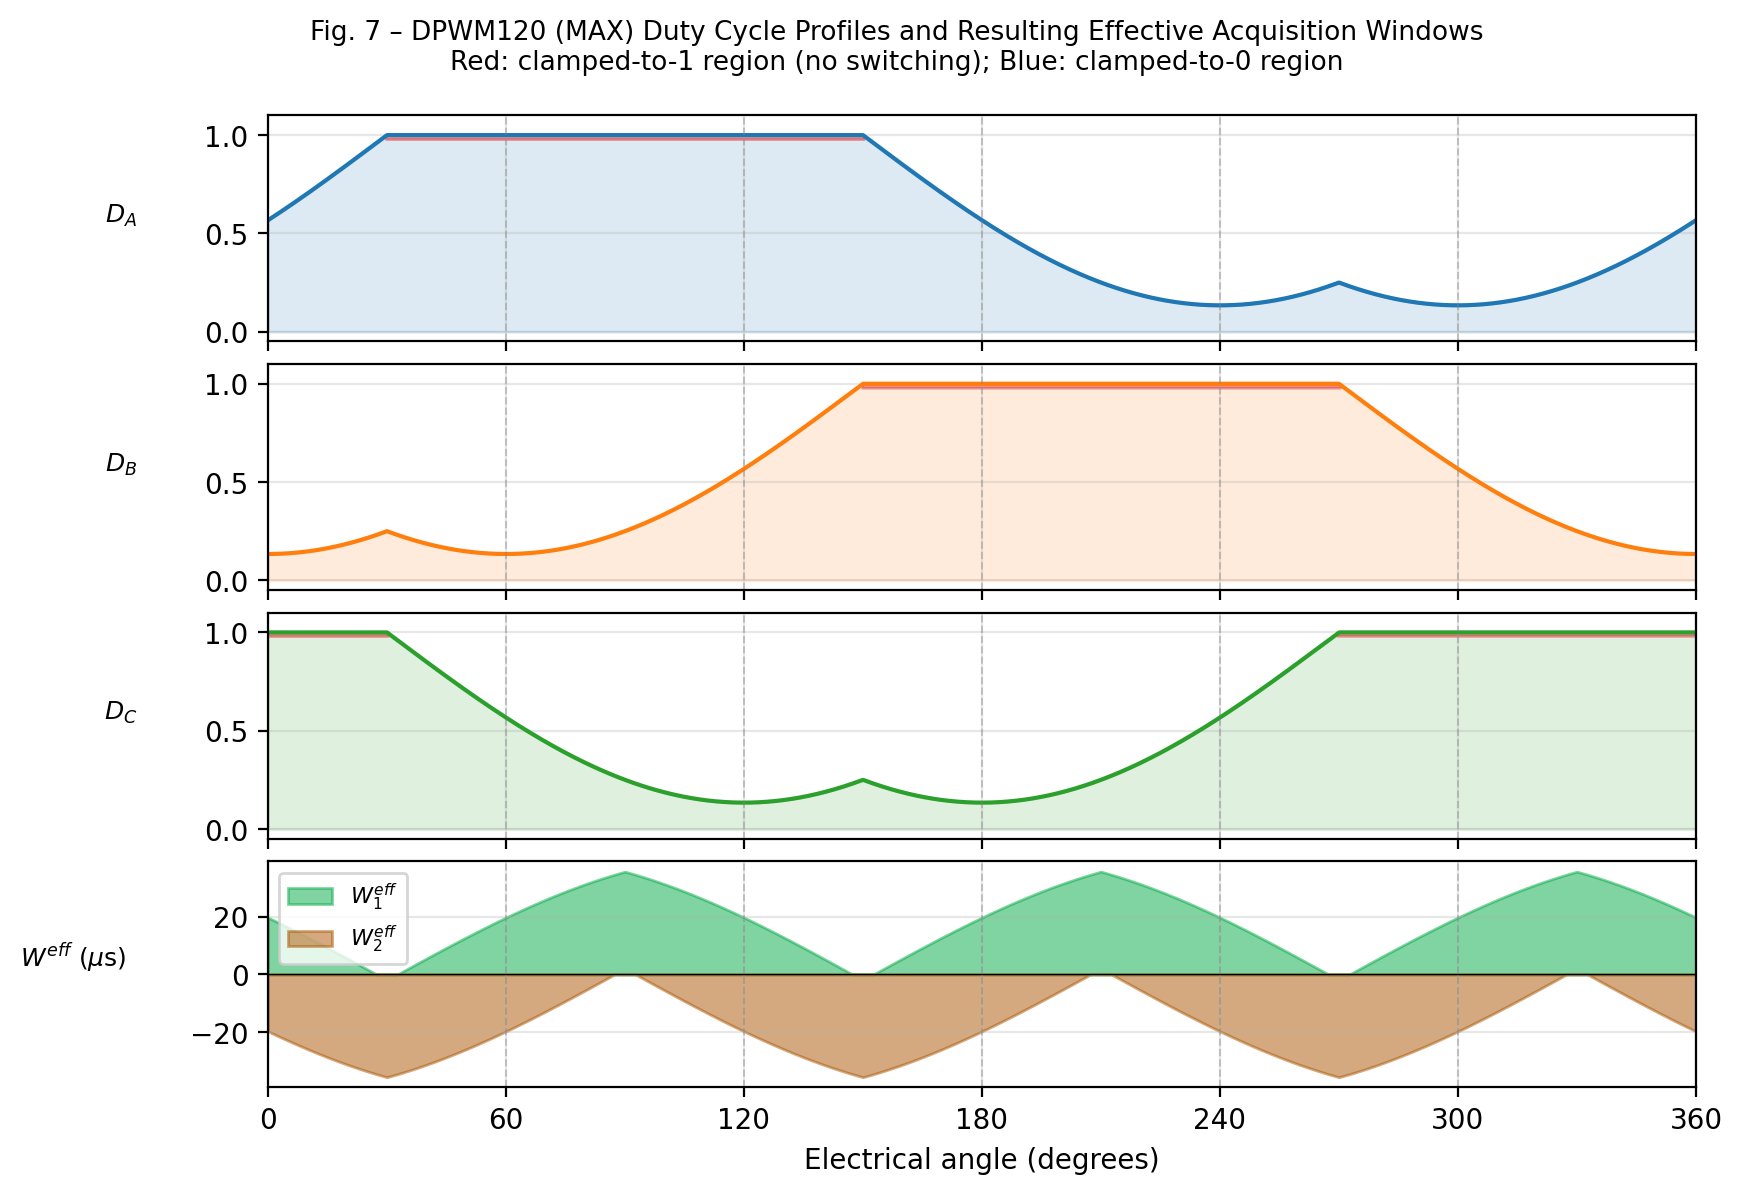 Fig. 7 – DPWM120 (MAX) Duty Cycle Profiles and Resulting Effective Acquisition Windows
Red: clamped-to-1 region (no switching); Blue: clamped-to-0 region
1.0
D_A
0.5
0.0
1.0
D_B
0.5
0.0
1.0
D_C
0.5
0.0
W_1^{eff}
20
W_2^{eff}
W^{eff} (μs)
0
−20
0 60 120 180 240 300 360
Electrical angle (degrees)